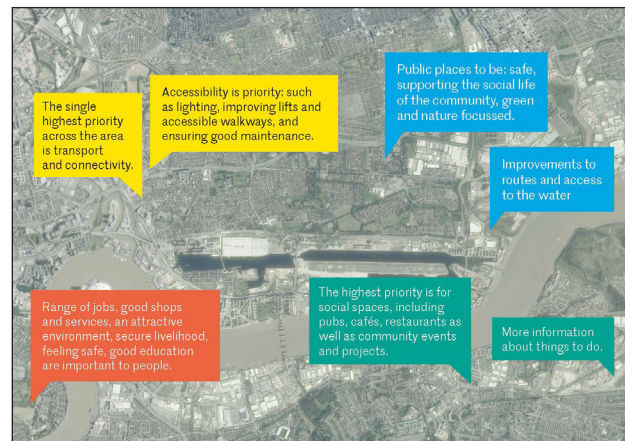 The single
highest priority
across the area
is transport
and connectivity.
Accessibility is priority: such
as lighting, improving lifts and
accessible walkways, and
ensuring good maintenance.
Public places to be: safe,
supporting the social life
of the community, green
and nature focussed.
Improvements to
routes and access
to the water
Range of jobs, good shops
and services, an attractive
environment, secure livelihood,
feeling safe, good education
are important to people.
The highest priority is for
social spaces, including
pubs, cafés, restaurants as
well as community events
and projects.
More information
about things to do.